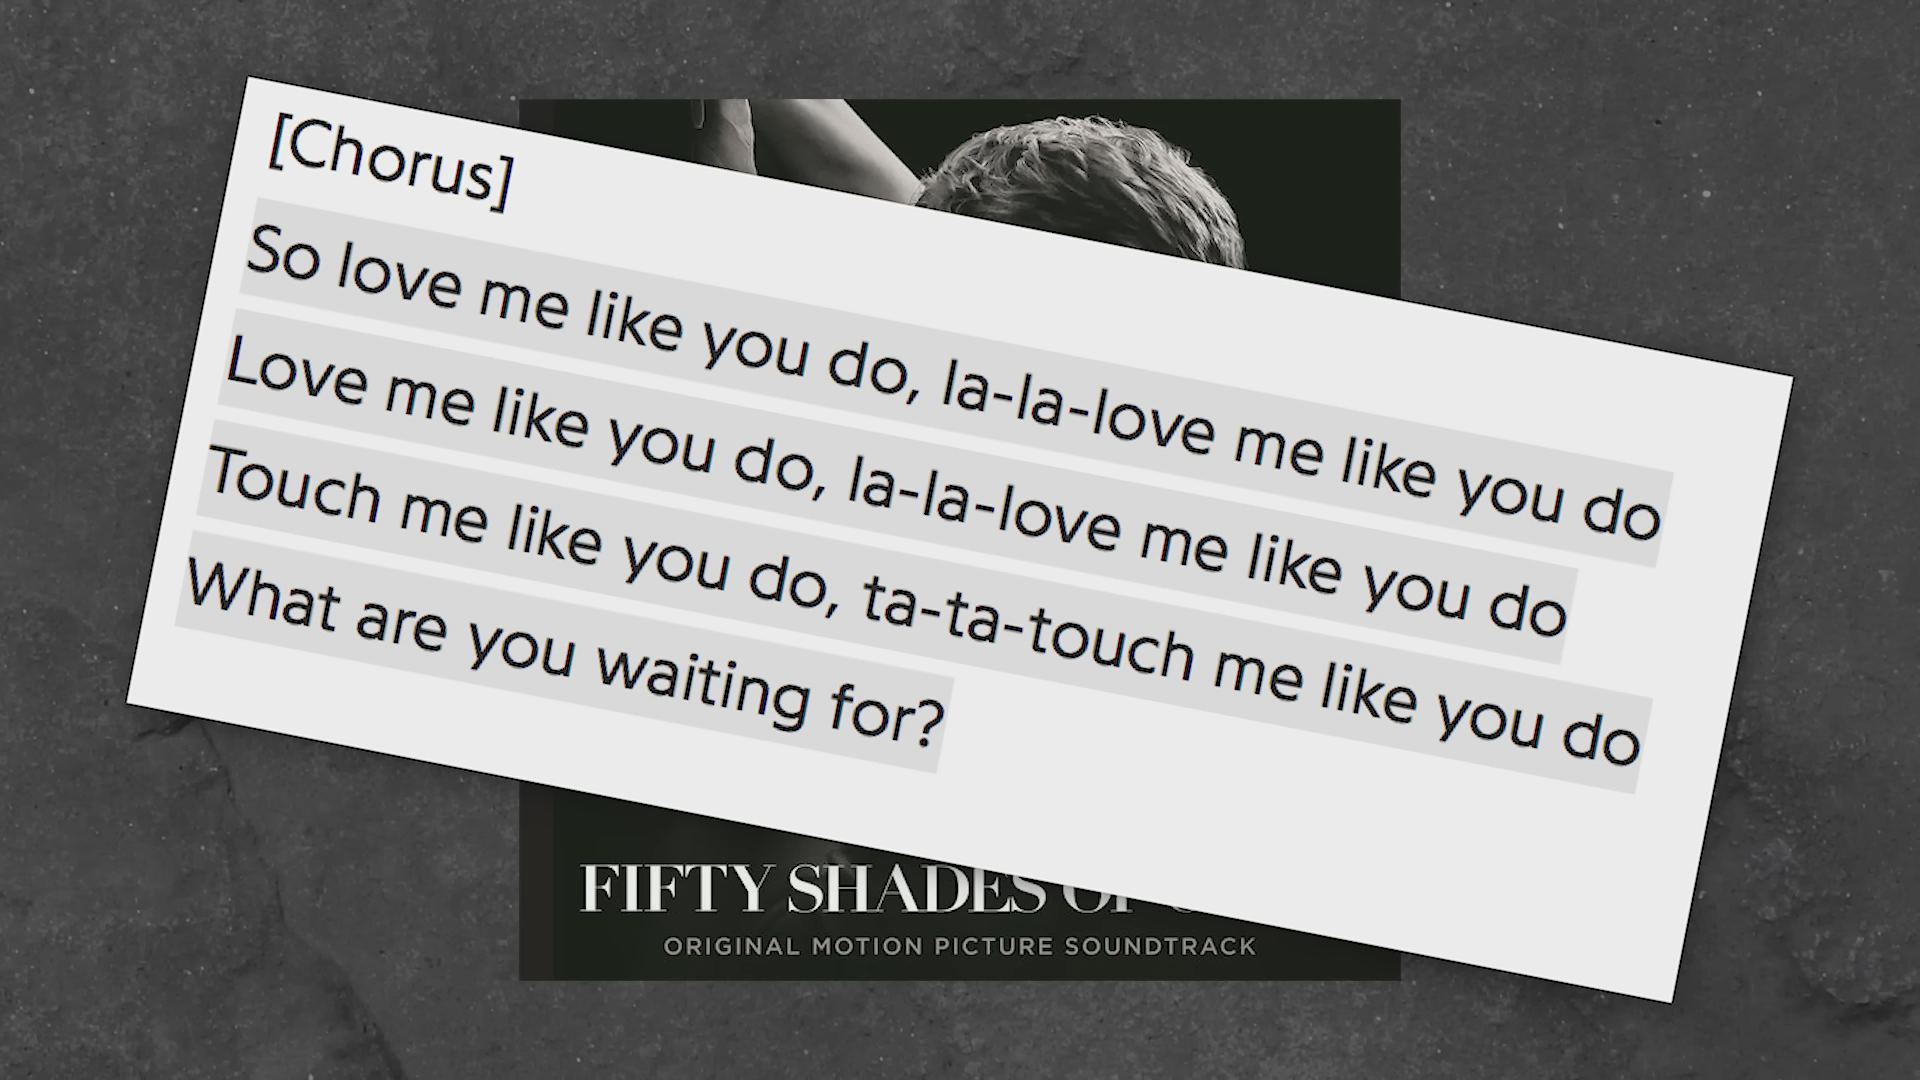 [Chorus]
So love me like you do, la-la-love me like you do
Love me like you do, la-la-love me like you do
Touch me like you do, ta-ta-touch me like you do
What are you waiting for?
FIFTY SHADES OF
ORIGINAL MOTION PICTURE SOUNDTRACK